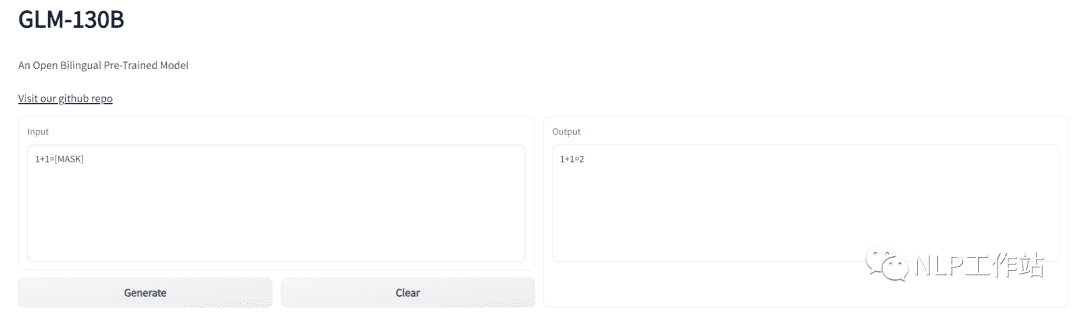 GLM-130B
An Open Bilingual Pre-Trained Model
Visit our github repo
Input
1+1=[MASK]
Output
1+1=2
Generate
Clear
NLP工作站